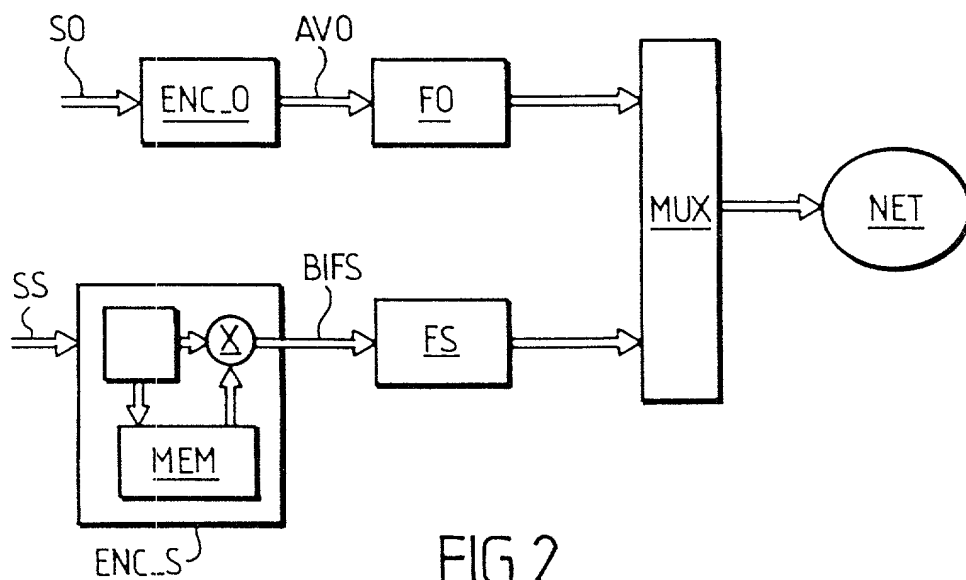 SO
AVO
ENC_O
FO
MUX
NET
SS
BIFS
X
FS
MEM
ENC_S
FIG.2